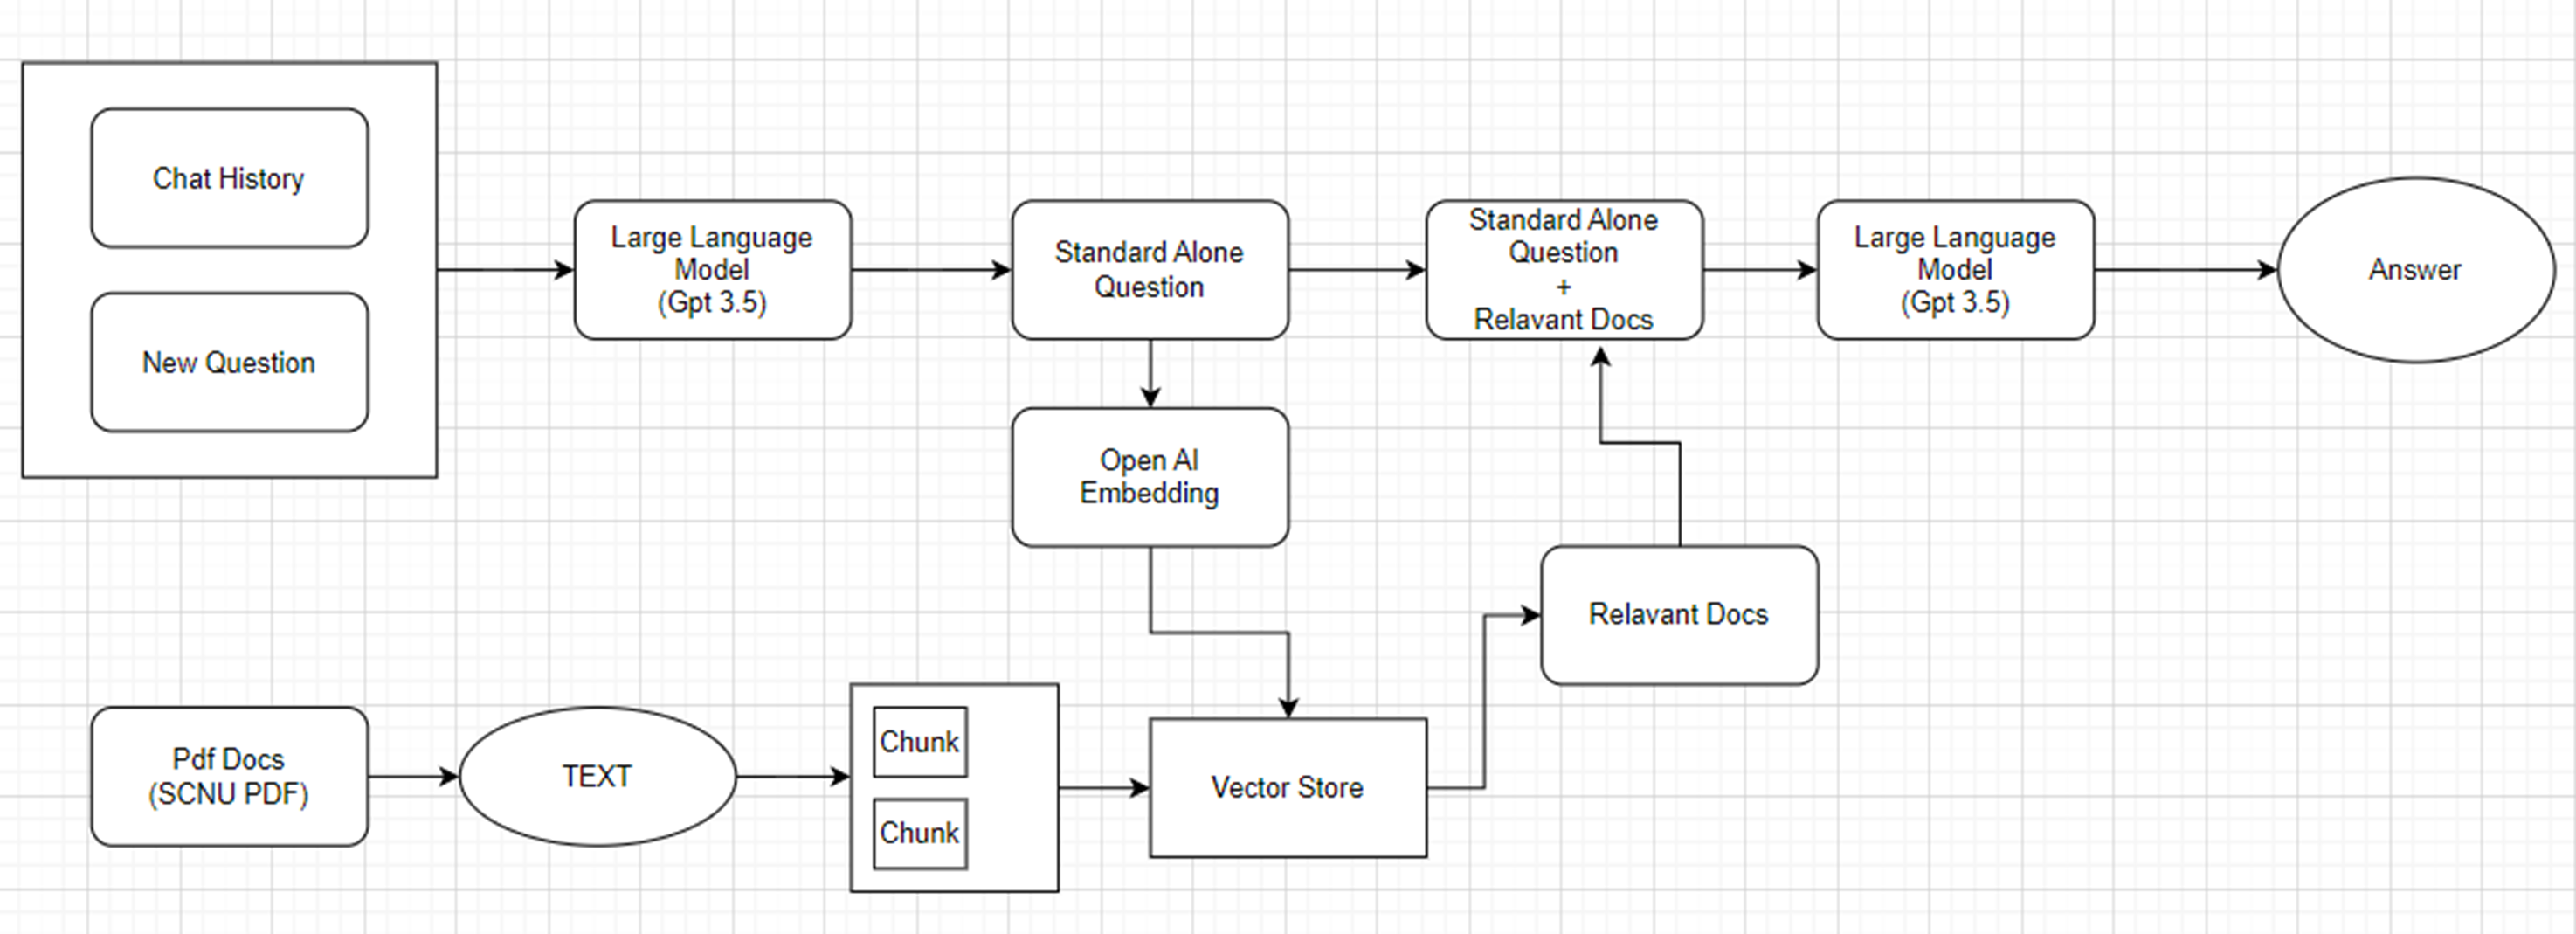 Chat History
New Question
Large Language
Model
(Gpt 3.5)
Standard Alone
Question
Standard Alone
Question
+
Relavant Docs
Large Language
Model
(Gpt 3.5)
Answer
Open AI
Embedding
Relavant Docs
Pdf Docs
(SCNU PDF)
TEXT
Chunk
Chunk
Vector Store